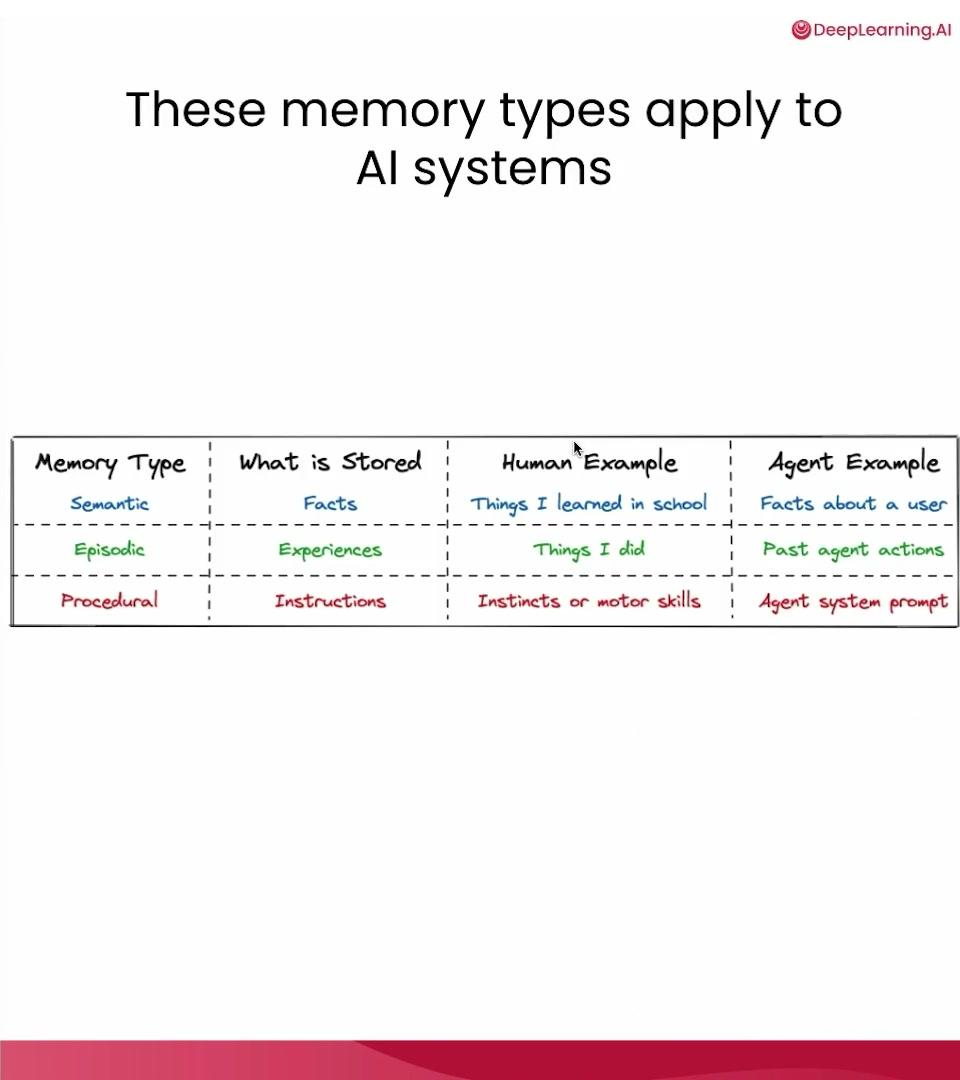 DeepLearning.AI
These memory types apply to
AI systems
Memory Type What is Stored Human Example Agent Example
Semantic Facts Things I learned in school Facts about a user
Episodic Experiences Things I did Past agent actions
Procedural Instructions Instincts or motor skills Agent system prompt